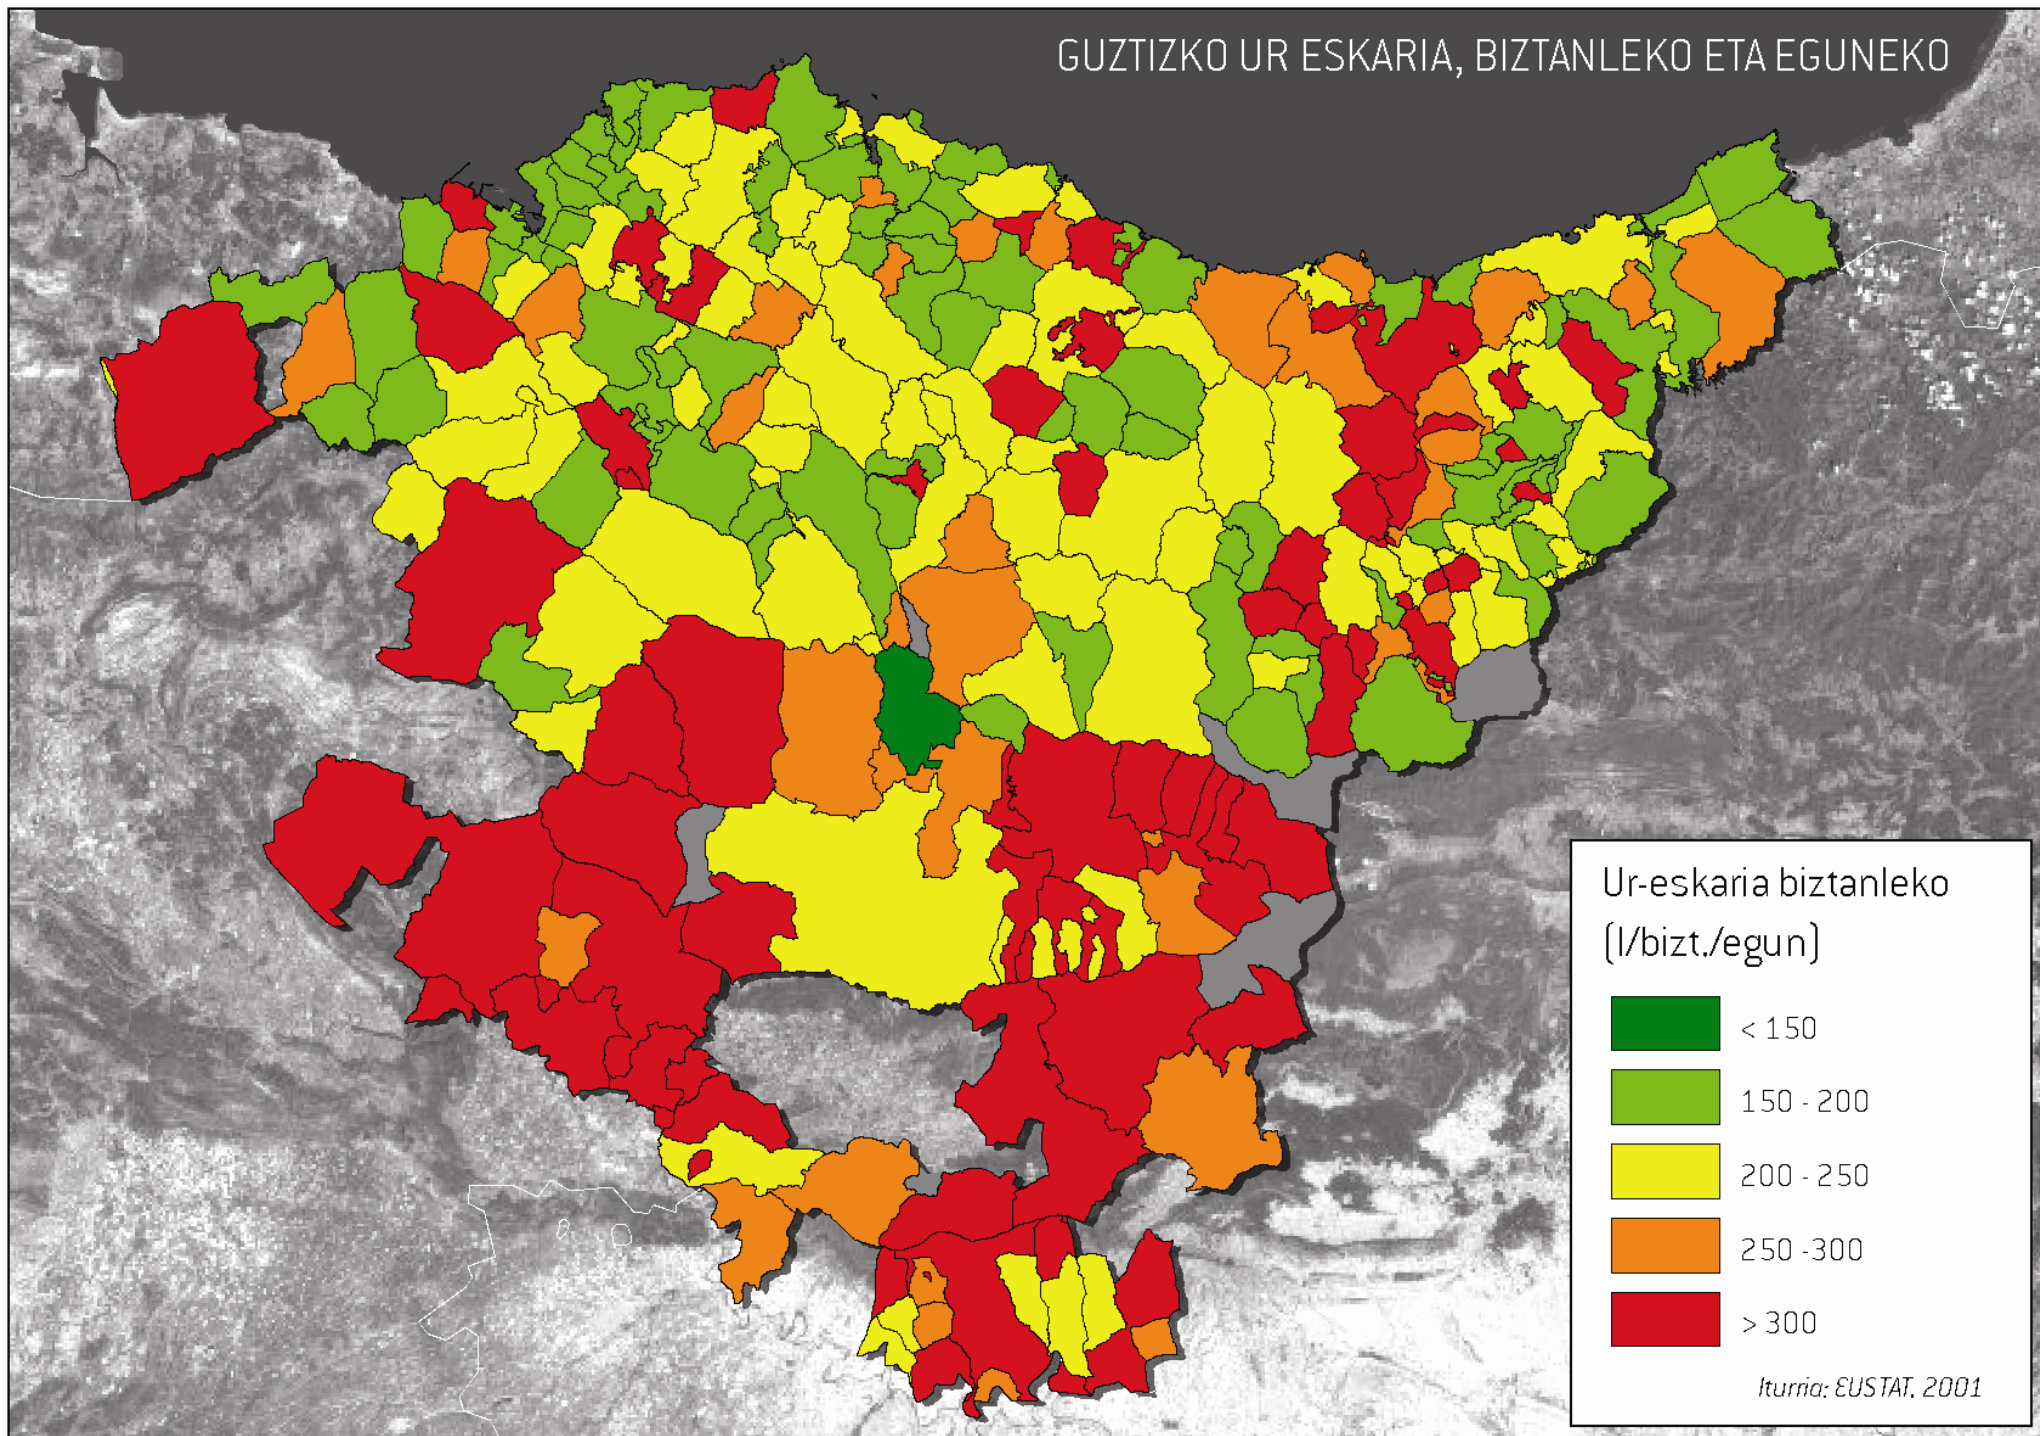 GUZTIZKO UR ESKARIA, BIZTANLEKO ETA EGUNEKO
Ur-eskaria biztanleko
(l/bizt./egun)
< 150
150 - 200
200 - 250
250 -300
> 300
Iturria: EUSTAT, 2001